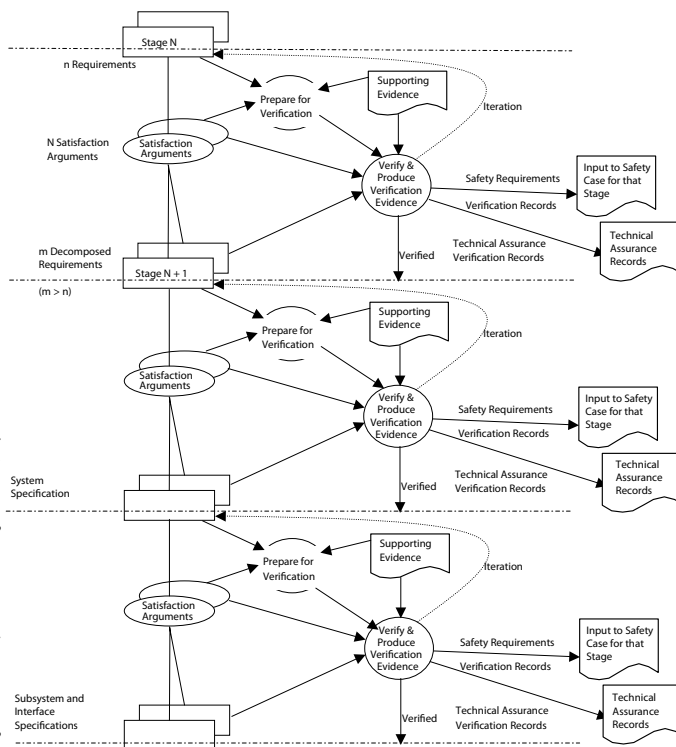 Stage N
n Requirements
Supporting
Evidence
Prepare for
Verification
Iteration
N Satisfaction
Arguments
Satisfaction
Arguments
Verify &
Produce
Verification
Evidence
Safety Requirements
Verification Records
Input to Safety
Case for that
Stage
m Decomposed
Requirements
Verified
Technical Assurance
Verification Records
Technical
Assurance
Records
Stage N + 1
(m > n)
Supporting
Evidence
Prepare for
Verification
Iteration
Satisfaction
Arguments
Verify &
Produce
Verification
Evidence
Safety Requirements
Verification Records
Input to Safety
Case for that
Stage
System
Specification
Verified
Technical Assurance
Verification Records
Technical
Assurance
Records
Supporting
Evidence
Prepare for
Verification
Iteration
Satisfaction
Arguments
Verify &
Produce
Verification
Evidence
Safety Requirements
Verification Records
Input to Safety
Case for that
Stage
Subsystem and
Interface
Specifications
Verified
Technical Assurance
Verification Records
Technical
Assurance
Records